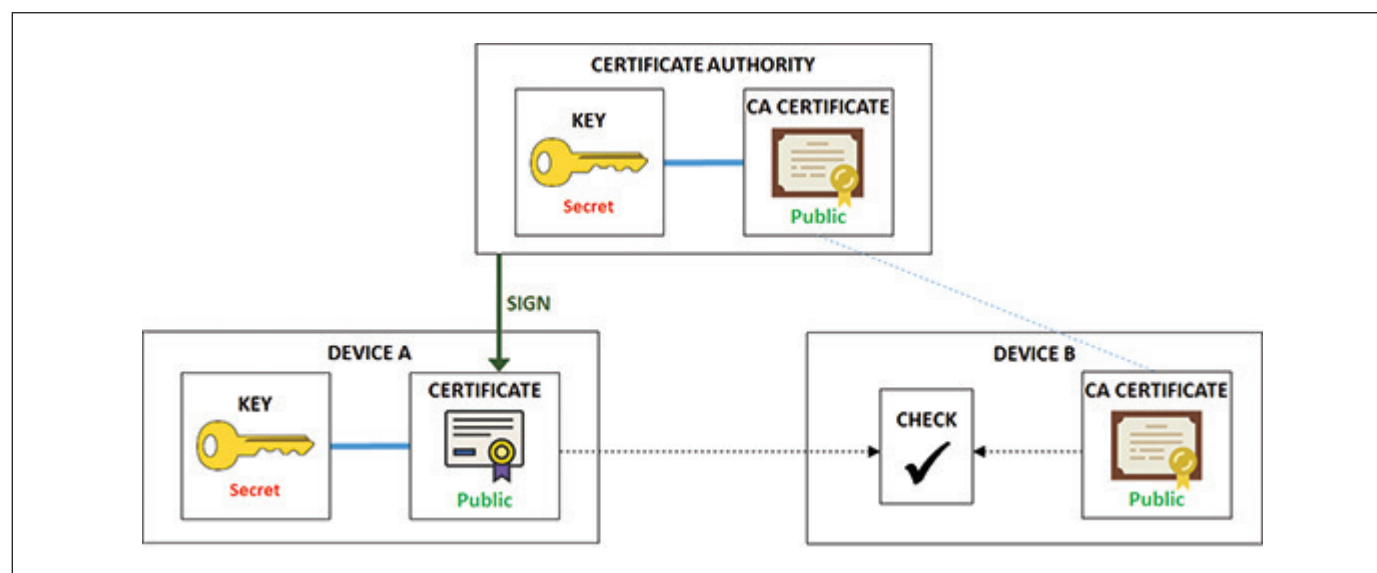 CERTIFICATE AUTHORITY
KEY
Secret
CA CERTIFICATE
Public
SIGN
DEVICE A
KEY
Secret
CERTIFICATE
Public
DEVICE B
CHECK
CA CERTIFICATE
Public